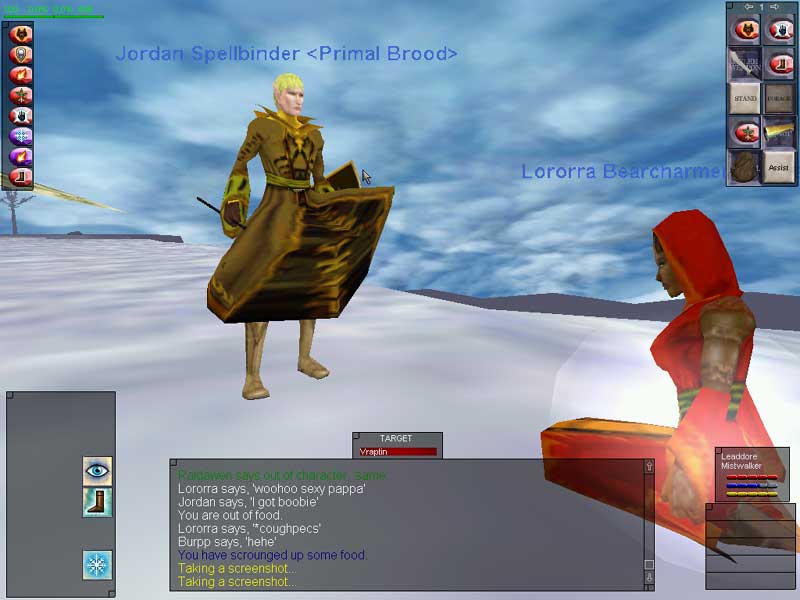 1
Jordan Spellbinder <Primal Brood>
Lororra Bearcharmer
STAND
FORAGE
Assist
TARGET
Vraptin
Raldawen says out of character, same
Lororra says, 'woohoo sexy pappa'
Jordan says, 'I got boobie'
You are out of food.
Lororra says, '*coughpecs'
Burpp says, 'hehe'
You have scrounged up some food.
Taking a screenshot...
Taking a screenshot...
Leaddore
Mistwalker